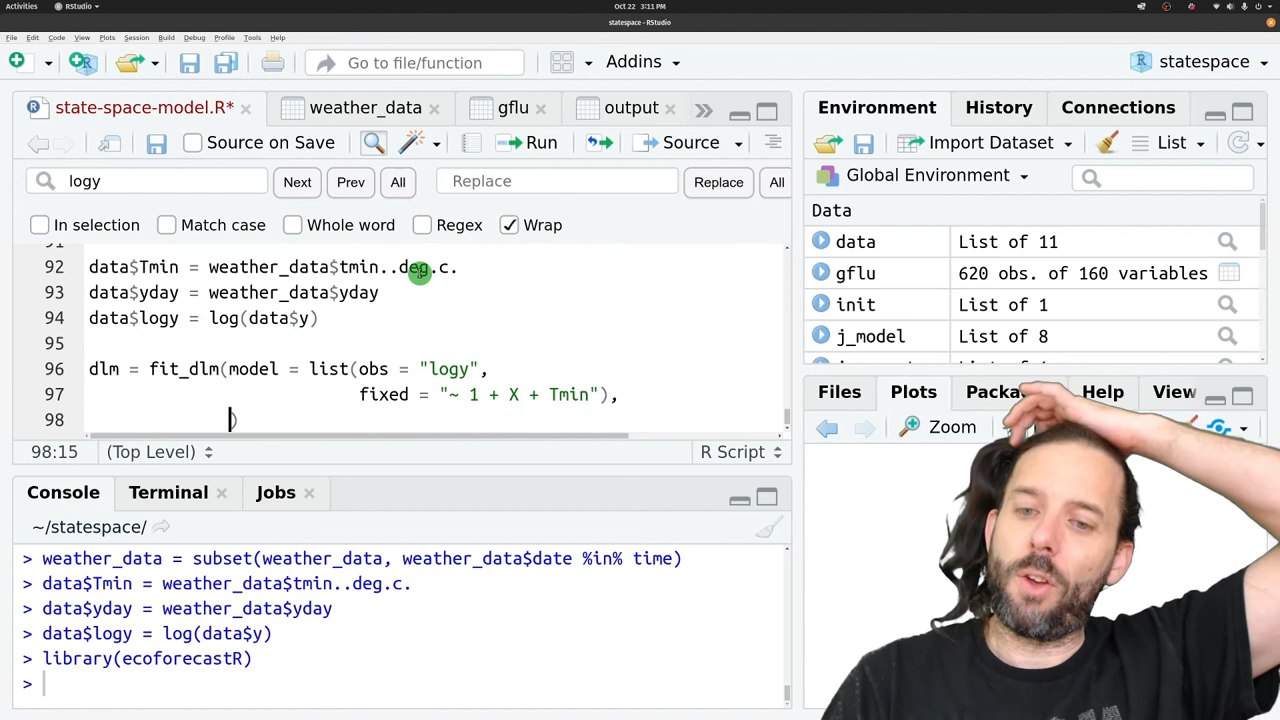 Activities RStudio Oct 22 3:11 PM
statespace - RStudio
File Edit Code View Plots Session Build Debug Profile Tools Help
Go to file/function Addins statespace
state-space-model.R* weather_data gflu output
Source on Save Run Source
logy Next Prev All Replace Replace All
In selection Match case Whole word Regex Wrap
91
92 data$Tmin = weather_data$tmin..deg.c.
93 data$yday = weather_data$yday
94 data$logy = log(data$y)
95
96 dlm = fit_dlm(model = list(obs = "logy",
97 fixed = "~ 1 + X + Tmin"),
98 )
98:15 (Top Level) R Script
Console Terminal Jobs
~/statespace/
> weather_data = subset(weather_data, weather_data$date %in% time)
> data$Tmin = weather_data$tmin..deg.c.
> data$yday = weather_data$yday
> data$logy = log(data$y)
> library(ecoforecastR)
>
Environment History Connections
Import Dataset List
Global Environment
Data
data List of 11
gflu 620 obs. of 160 variables
init List of 1
j_model List of 8
Files Plots Packa Help View
Zoom